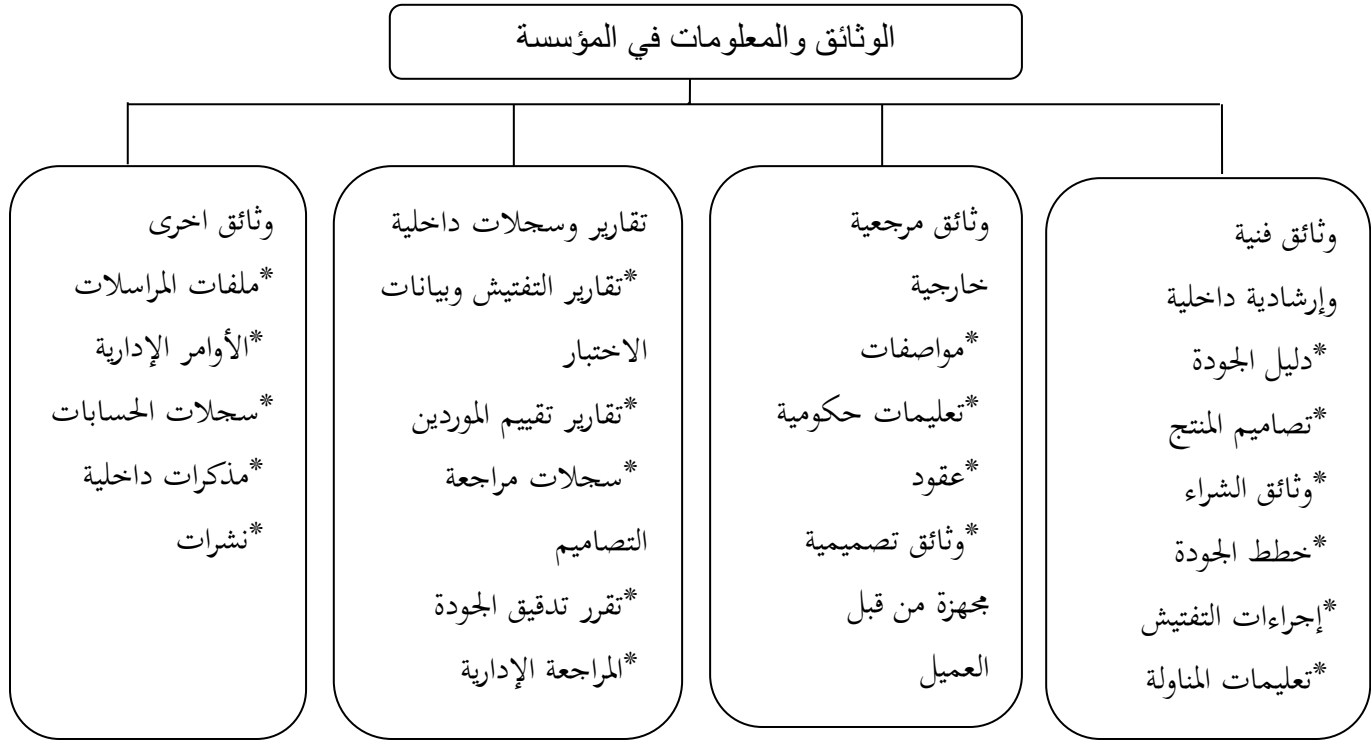 الوثائق والمعلومات في المؤسسة
وثائق فنية
وإرشادية داخلية
*دليل الجودة
*تصاميم المنتج
*وثائق الشراء
*خطط الجودة
*إجراءات التفتيش
*تعليمات المناولة
وثائق مرجعية
خارجية
*مواصفات
*تعليمات حكومية
*عقود
*وثائق تصميمية
مجهزة من قبل
العميل
تقارير وسجلات داخلية
*تقارير التفتيش وبيانات
الاختبار
*تقارير تقييم الموردين
*سجلات مراجعة
التصاميم
*تقرر تدقيق الجودة
*المراجعة الإدارية
وثائق اخرى
*ملفات المراسلات
*الأوامر الإدارية
*سجلات الحسابات
*مذكرات داخلية
*نشرات